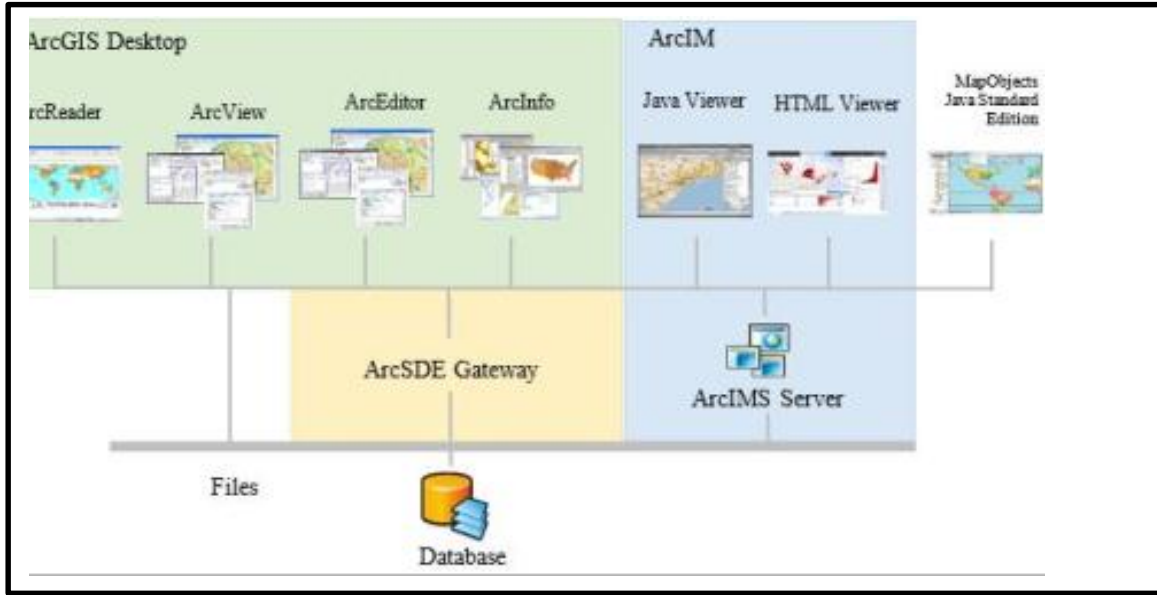 ArcGIS Desktop
ArcIM
rcReader
ArcView
ArcEditor
ArcInfo
Java Viewer
HTML Viewer
MapObjects
Java Standard
Edition
ArcSDE Gateway
ArcIMS Server
Files
Database